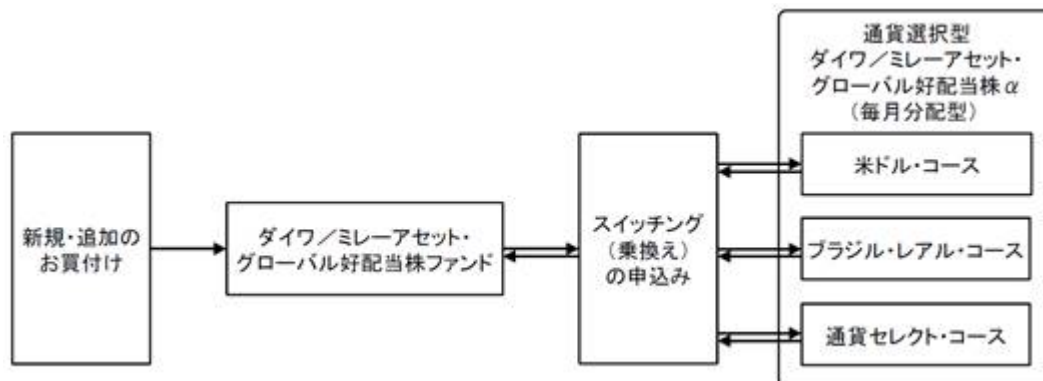 新規・追加の
お買付け
ダイワ／ミレーアセット・
グローバル好配当株ファンド
スイッチング
（乗換え）
の申込み
通貨選択型
ダイワ／ミレーアセット・
グローバル好配当株α
（毎月分配型）
米ドル・コース
ブラジル・レアル・コース
通貨セレクト・コース